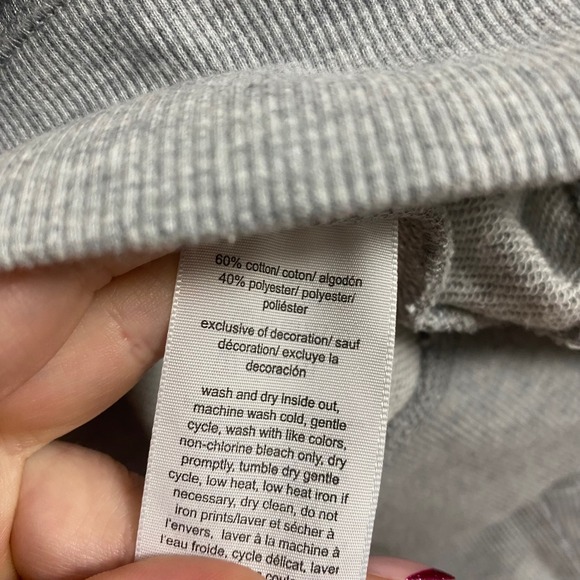 60% cotton/ coton/ algodón
40% polyester/ polyester/
poliéster
exclusive of decoration/ sauf
décoration/ excluye la
decoración
wash and dry inside out,
machine wash cold, gentle
cycle, wash with like colors,
non-chlorine bleach only, dry
promptly, tumble dry gentle
cycle, low heat, low heat iron if
necessary, dry clean, do not
iron prints/laver et sécher à
l'envers, laver à la machine à
l'eau froide, cycle délicat, laver